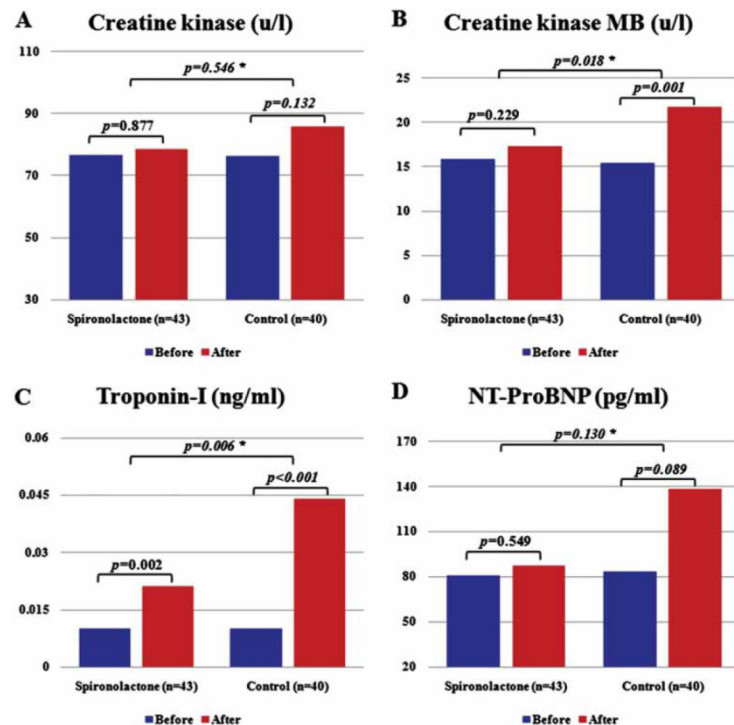 A Creatine kinase (u/l)
110
90
70
50
30
p=0.546 *
p=0.877
p=0.132
Spironolactone (n=43) Control (n=40)
Before After
B Creatine kinase MB (u/l)
25
20
15
10
5
0
p=0.018 *
p=0.229
p=0.001
Spironolactone (n=43) Control (n=40)
Before After
C Troponin-I (ng/ml)
0.06
0.045
0.03
0.015
0
p=0.006 *
p=0.002
p<0.001
Spironolactone (n=43) Control (n=40)
Before After
D NT-ProBNP (pg/ml)
170
140
110
80
50
20
p=0.130 *
p=0.549
p=0.089
Spironolactone (n=43) Control (n=40)
Before After